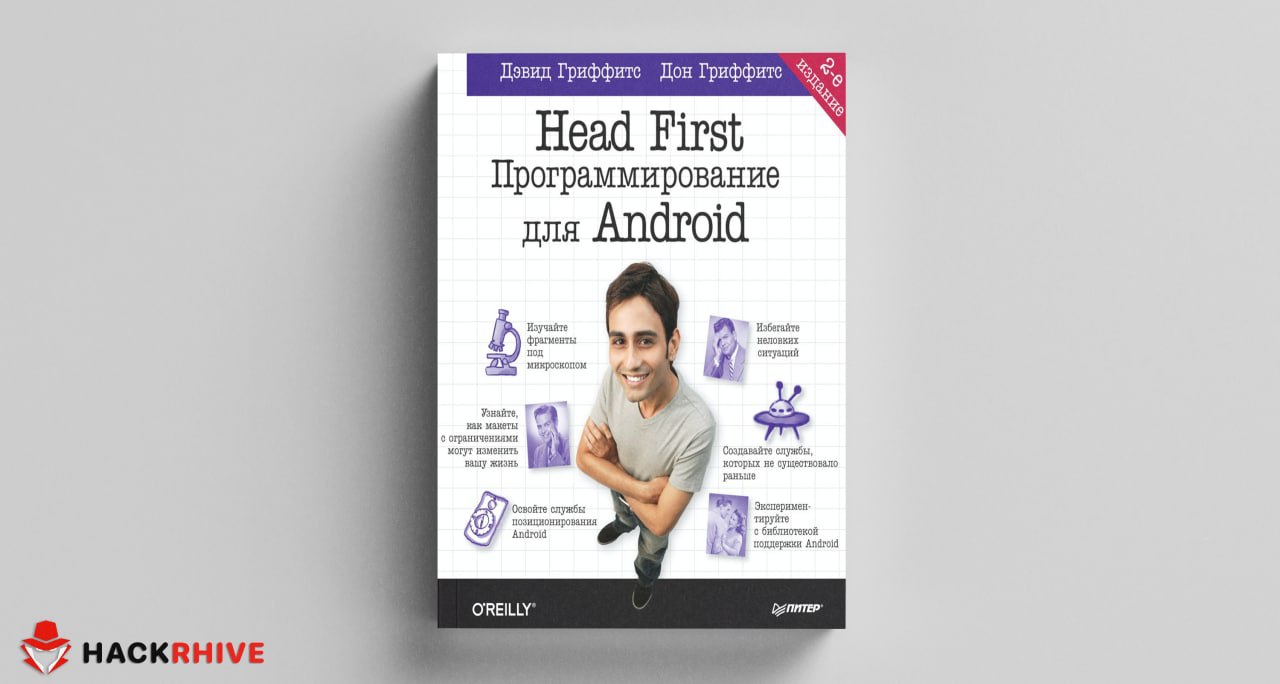 Дэвид Гриффитс Дон Гриффитс
2-е
издание
Head First
Программирование
для Android
Изучайте
фрагменты
под
микроскопом
Избегайте
неловких
ситуаций
Узнайте,
как макеты
с ограничениями
могут изменить
вашу жизнь
Создавайте службы,
которых не существовало
раньше
Освойте службы
позиционирования
Android
Эксперимен-
тируйте
с библиотекой
поддержки Android
O'REILLY®
ПИТЕР®
HACKRHIVE